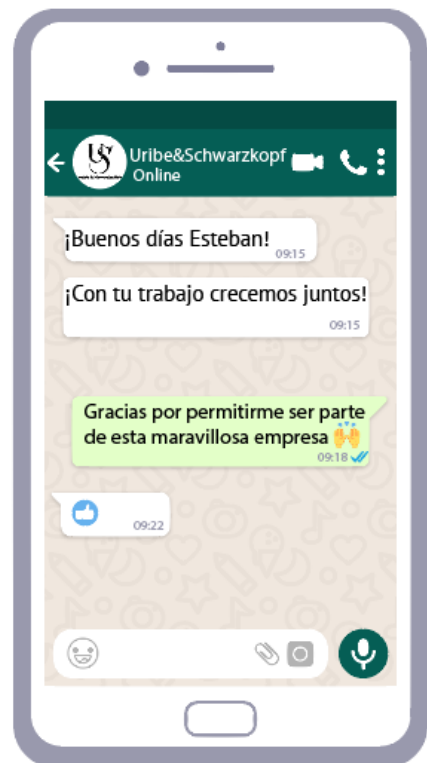 Uribe&Schwarzkopf
Online
US
¡Buenos días Esteban!
09:15
¡Con tu trabajo crecemos juntos!
09:15
Gracias por permitirme ser parte
de esta maravillosa empresa 🙌
09:18
09:22